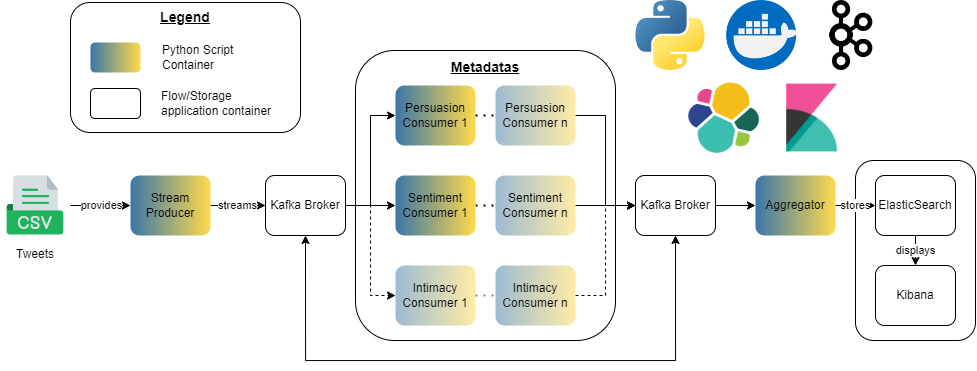 Legend
Python Script
Container
Flow/Storage
application container
Metadatas
Persuasion
Consumer 1
Persuasion
Consumer n
CSV
Tweets
provides
Stream
Producer
streams
Kafka Broker
Sentiment
Consumer 1
Sentiment
Consumer n
Kafka Broker
Aggregator
stores
ElasticSearch
displays
Kibana
Intimacy
Consumer 1
Intimacy
Consumer n